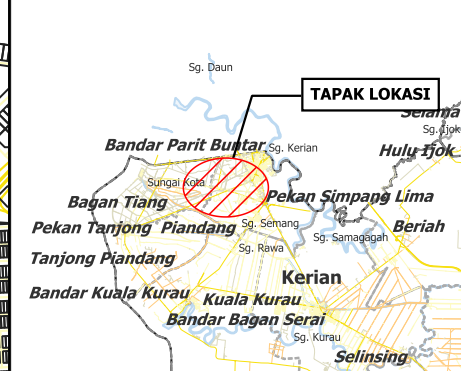 Sg. Daun
TAPAK LOKASI
Selama
Sg. Ijok
Bandar Parit Buntar
Sg. Kerian
Hulu Ijok
Sungai Kota
Bagan Tiang
Pekan Simpang Lima
Pekan Tanjong Piandang
Sg. Semang
Beriah
Sg. Samagagah
Sg. Rawa
Tanjong Piandang
Kerian
Bandar Kuala Kurau
Kuala Kurau
Bandar Bagan Serai
Sg. Kurau
Selinsing